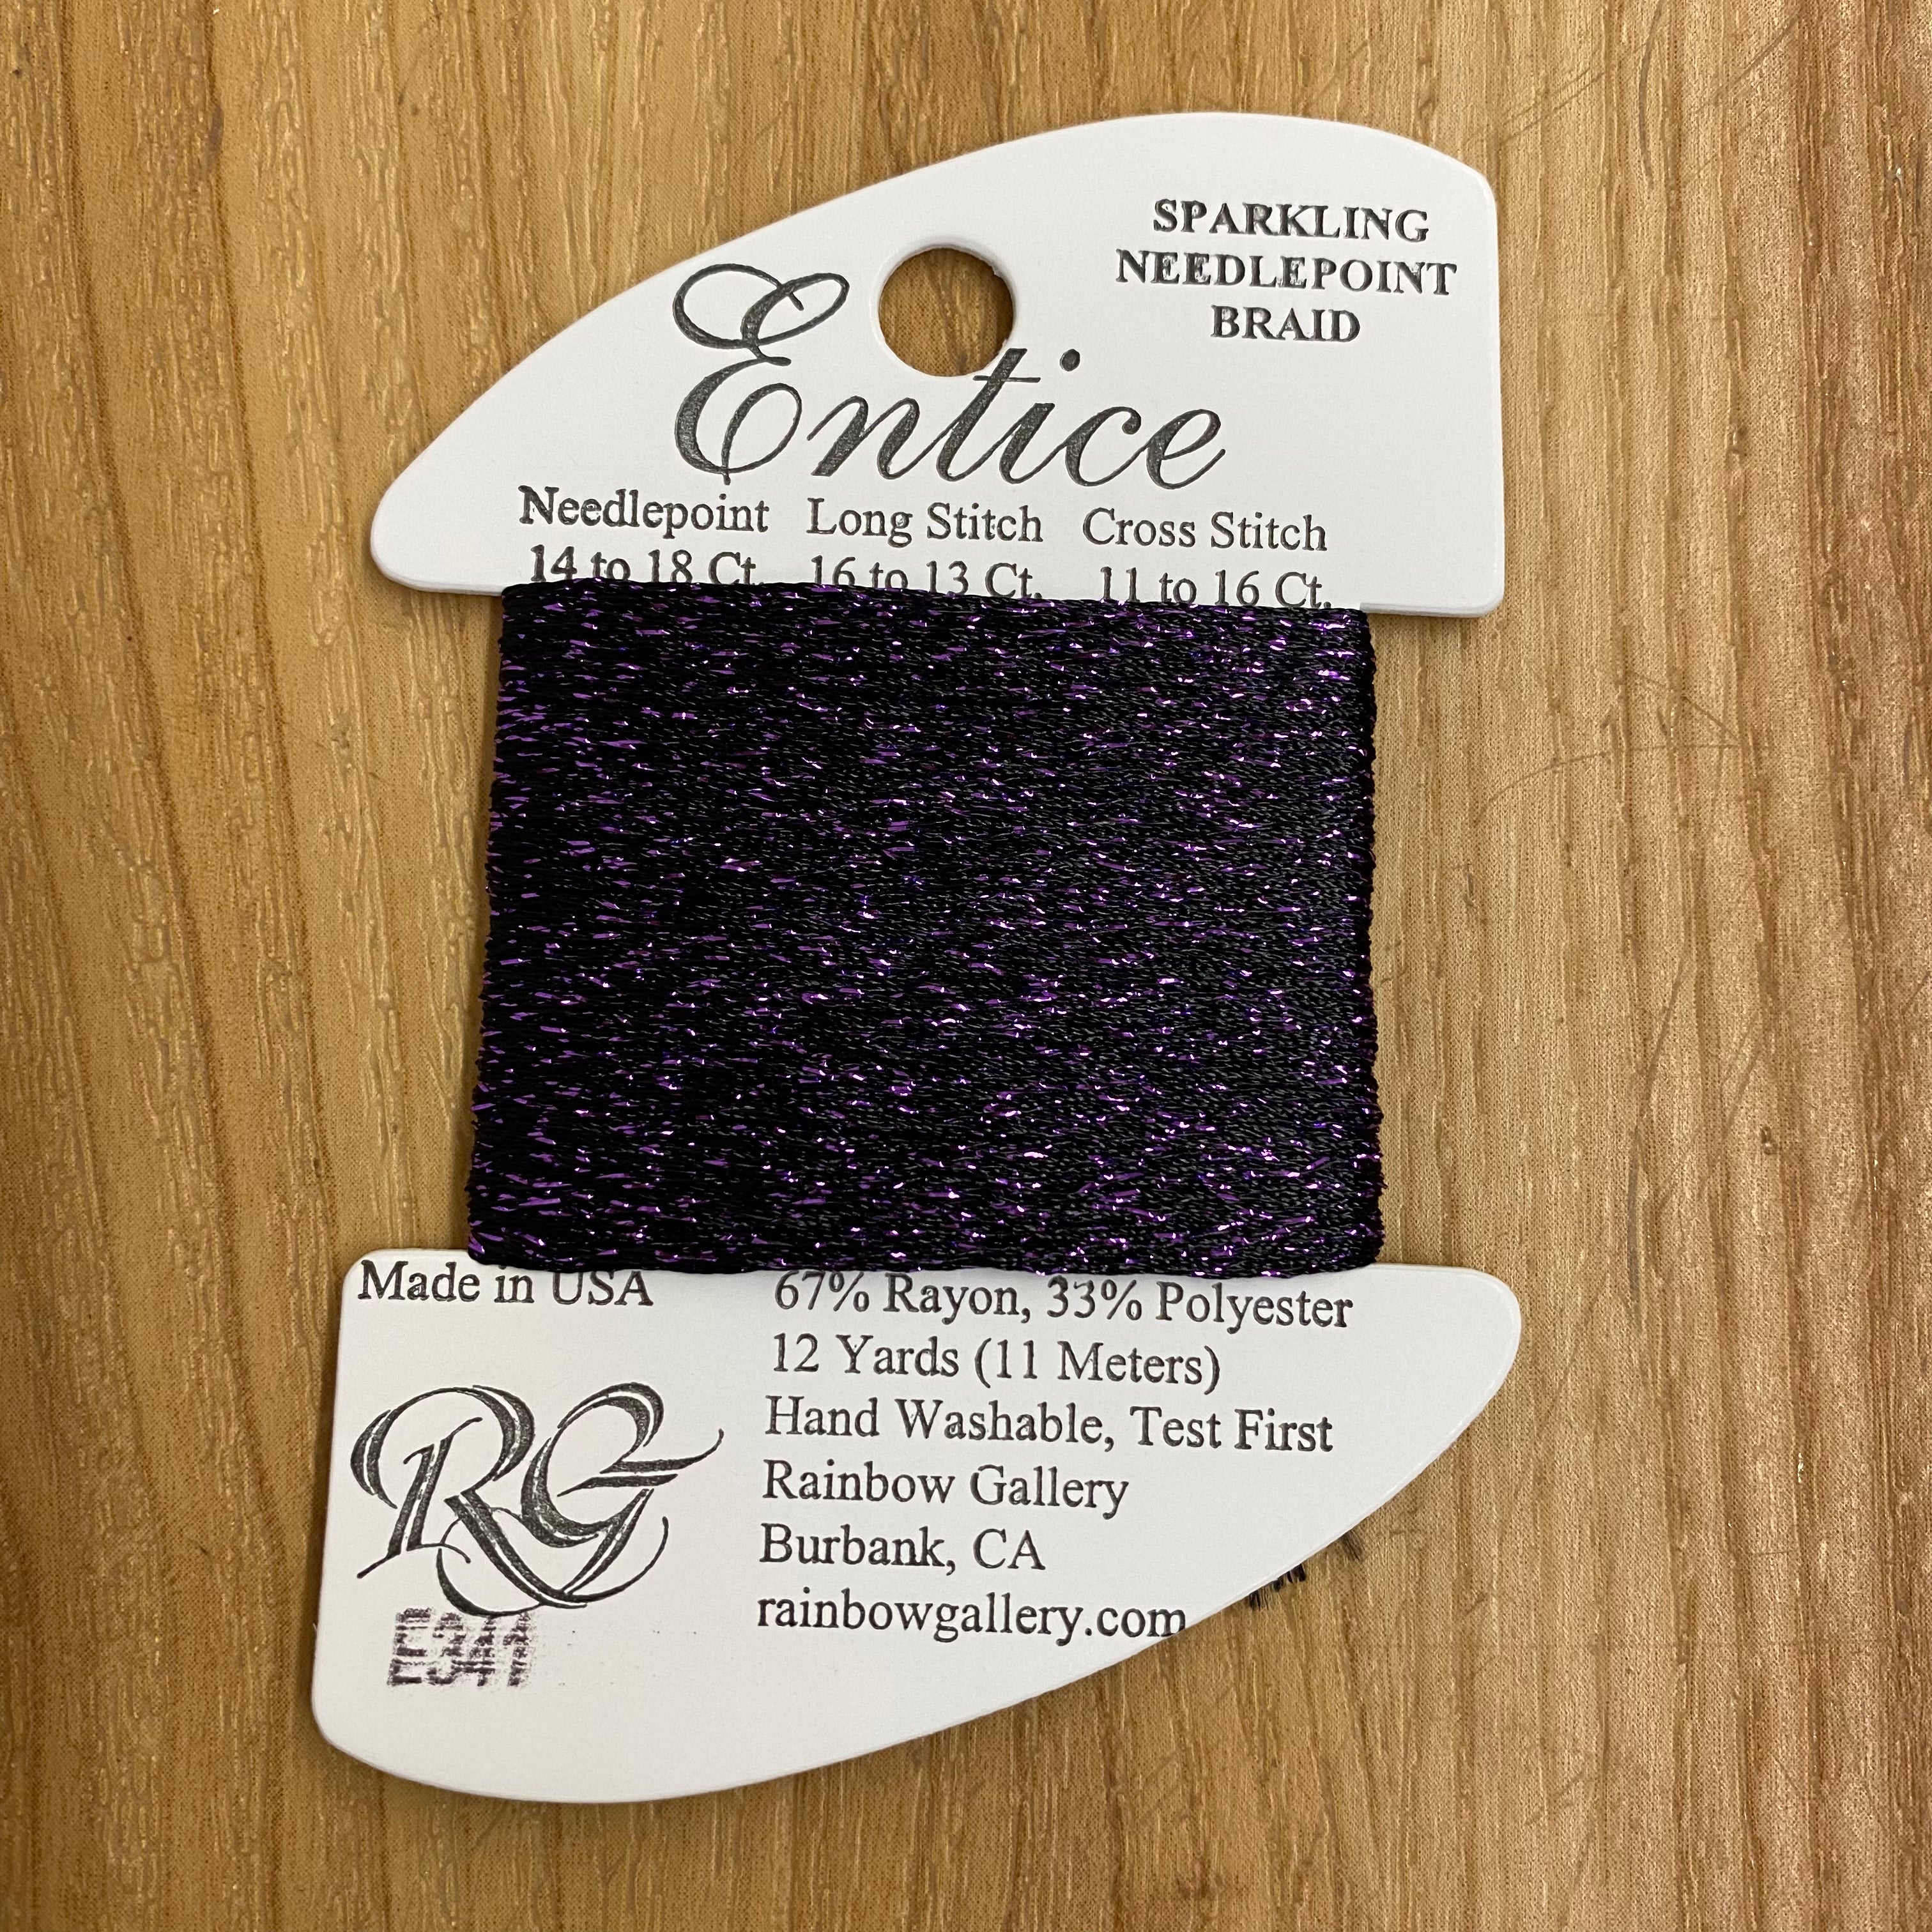 SPARKLING
NEEDLEPOINT
BRAID
Entice
Needlepoint Long Stitch Cross Stitch
14 to 18 Ct. 16 to 13 Ct. 11 to 16 Ct.
Made in USA
67% Rayon, 33% Polyester
12 Yards (11 Meters)
Hand Washable, Test First
Rainbow Gallery
Burbank, CA
rainbowgallery.com
RG
E341